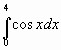 ∫₀⁴ cos xdx